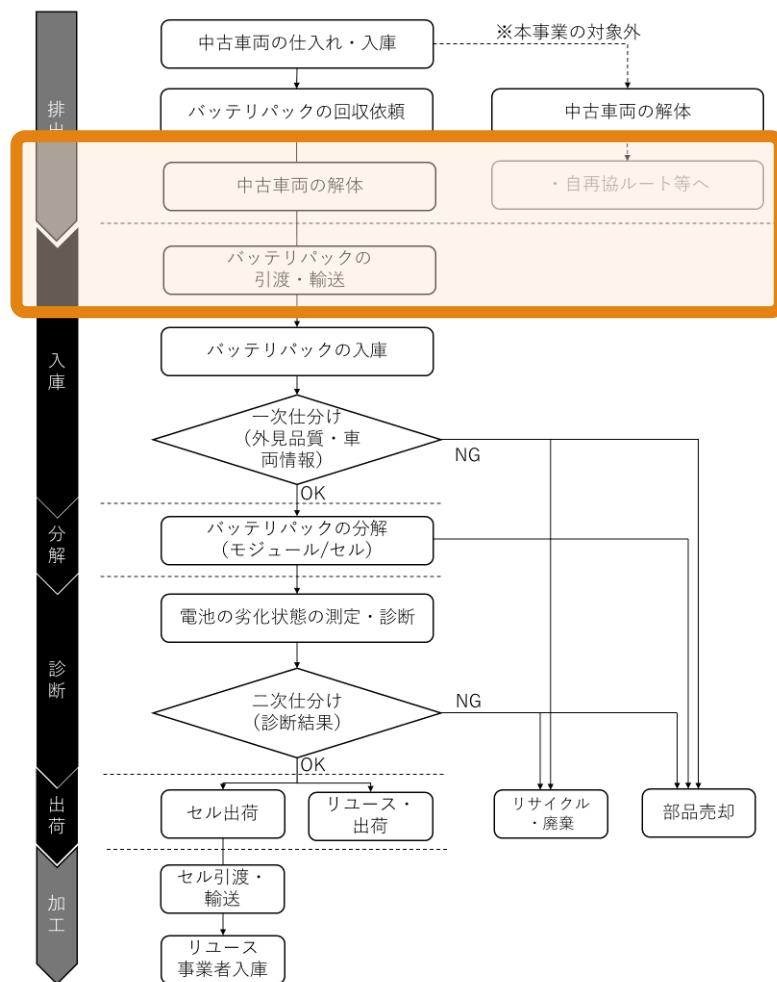 排出
中古車両の仕入れ・入庫
※本事業の対象外
バッテリパックの回収依頼
中古車両の解体
中古車両の解体
・自再協ルート等へ
バッテリパックの
引渡・輸送
入庫
バッテリパックの入庫
一次仕分け
(外見品質・車
両情報)
NG
OK
分解
バッテリパックの分解
(モジュール/セル)
診断
電池の劣化状態の測定・診断
二次仕分け
(診断結果)
NG
OK
出荷
セル出荷
リユース・
出荷
リサイクル
・廃棄
部品売却
加工
セル引渡・
輸送
リユース
事業者入庫